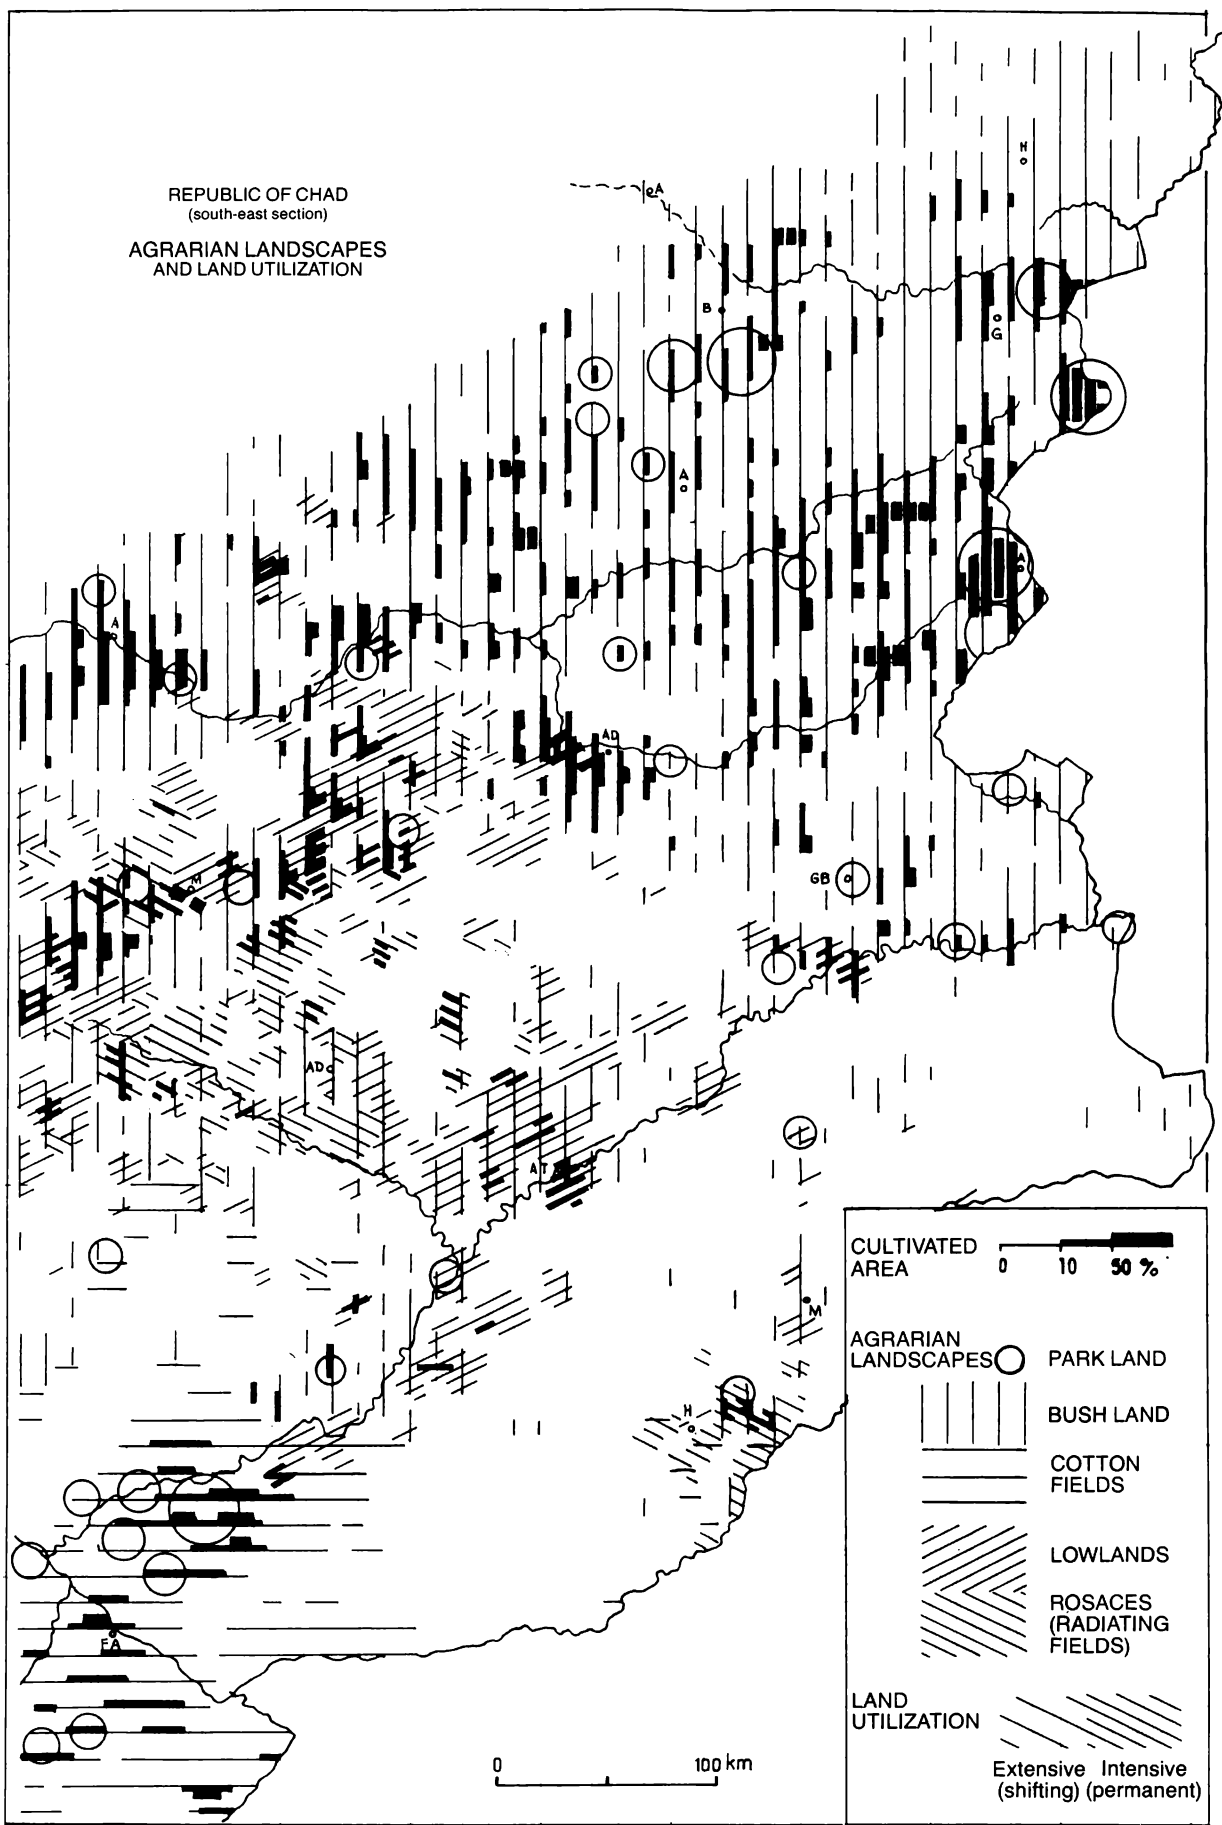 REPUBLIC OF CHAD
(south-east section)
AGRARIAN LANDSCAPES
AND LAND UTILIZATION
H
A
B
G
A
A
A
AD
M
GB
AD
AT
M
H
FA
CULTIVATED
AREA
0 10 50 %
AGRARIAN
LANDSCAPES
PARK LAND
BUSH LAND
COTTON
FIELDS
LOWLANDS
ROSACES
(RADIATING
FIELDS)
LAND
UTILIZATION
Extensive Intensive
(shifting) (permanent)
0 100 km